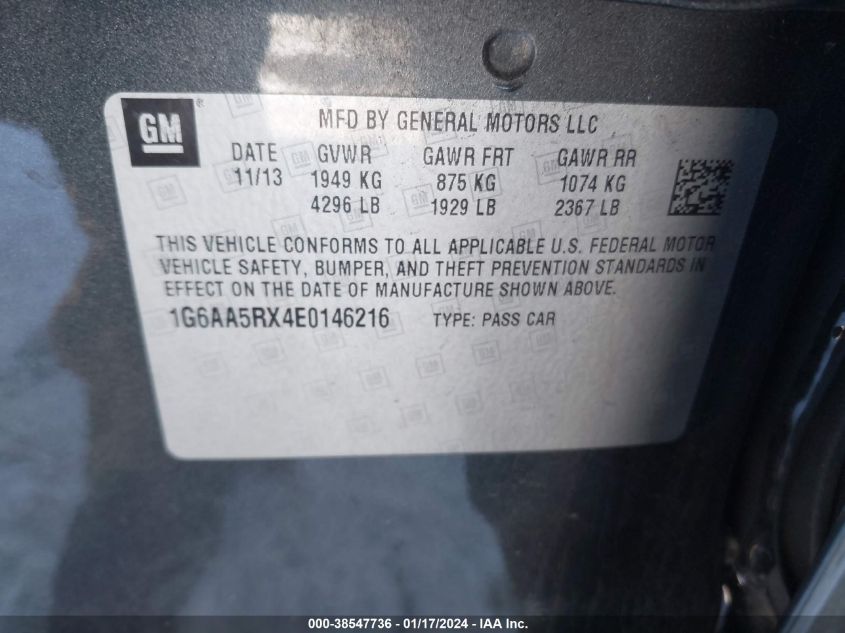 GM ®
MFD BY GENERAL MOTORS LLC
DATE GVWR GAWR FRT GAWR RR
11/13 1949 KG 875 KG 1074 KG
4296 LB 1929 LB 2367 LB
THIS VEHICLE CONFORMS TO ALL APPLICABLE U.S. FEDERAL MOTOR
VEHICLE SAFETY, BUMPER, AND THEFT PREVENTION STANDARDS IN
EFFECT ON THE DATE OF MANUFACTURE SHOWN ABOVE.
1G6AA5RX4E0146216 TYPE: PASS CAR
000-38547736 - 01/17/2024 - IAA Inc.